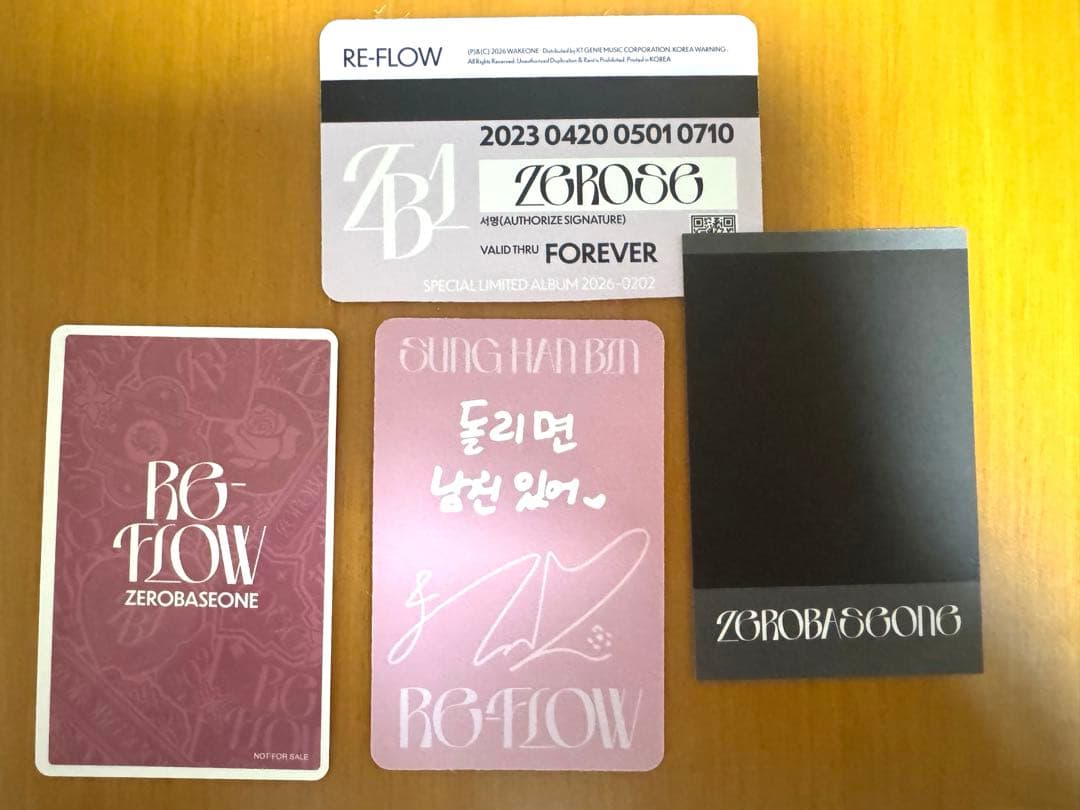 RE-FLOW
(P)&(C) 2026 WAKEONE · Distributed by KT GENIE MUSIC CORPORATION. KOREA WARNING.
All Rights Reserved. Unauthorized Duplication & Rent is Prohibited. Printed in KOREA
2023 0420 0501 0710
ZB1
ZEROSE
서명(AUTHORIZE SIGNATURE)
VALID THRU FOREVER
SPECIAL LIMITED ALBUM 2026-0202
RE-
FLOW
ZEROBASEONE
NOT FOR SALE
SUNG HAN BIN
돌리면
남친 있어
RE-FLOW
ZEROBASEONE